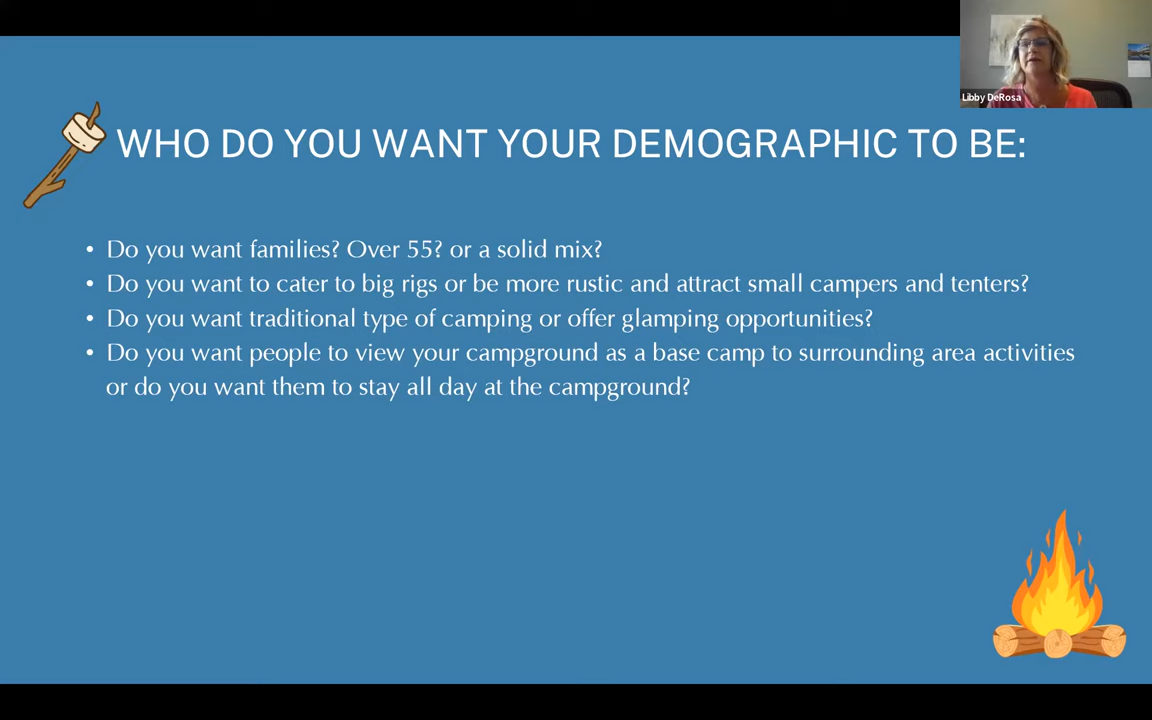 Libby DeRosa
WHO DO YOU WANT YOUR DEMOGRAPHIC TO BE:
• Do you want families? Over 55? or a solid mix?
• Do you want to cater to big rigs or be more rustic and attract small campers and tenters?
• Do you want traditional type of camping or offer glamping opportunities?
• Do you want people to view your campground as a base camp to surrounding area activities
or do you want them to stay all day at the campground?